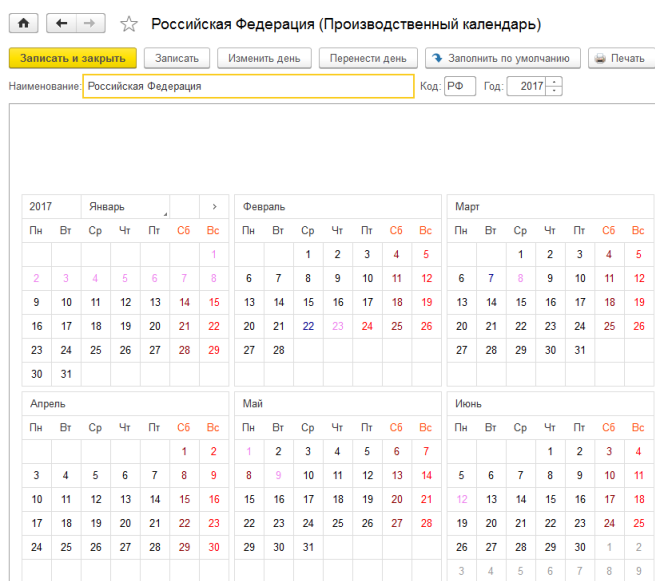 Российская Федерация (Производственный календарь)
Записать и закрыть Записать Изменить день Перенести день Заполнить по умолчанию Печать
Наименование: Российская Федерация Код: РФ Год: 2017
2017 Январь > Февраль Март
Пн Вт Ср Чт Пт Сб Вс Пн Вт Ср Чт Пт Сб Вс Пн Вт Ср Чт Пт Сб Вс
1 1 2 3 4 5 1 2 3 4 5
2 3 4 5 6 7 8 6 7 8 9 10 11 12 6 7 8 9 10 11 12
9 10 11 12 13 14 15 13 14 15 16 17 18 19 13 14 15 16 17 18 19
16 17 18 19 20 21 22 20 21 22 23 24 25 26 20 21 22 23 24 25 26
23 24 25 26 27 28 29 27 28 27 28 29 30 31
30 31
Апрель Май Июнь
Пн Вт Ср Чт Пт Сб Вс Пн Вт Ср Чт Пт Сб Вс Пн Вт Ср Чт Пт Сб Вс
1 2 1 2 3 4 5 6 7 1 2 3 4
3 4 5 6 7 8 9 8 9 10 11 12 13 14 5 6 7 8 9 10 11
10 11 12 13 14 15 16 15 16 17 18 19 20 21 12 13 14 15 16 17 18
17 18 19 20 21 22 23 22 23 24 25 26 27 28 19 20 21 22 23 24 25
24 25 26 27 28 29 30 29 30 31 26 27 28 29 30 1 2
3 4 5 6 7 8 9